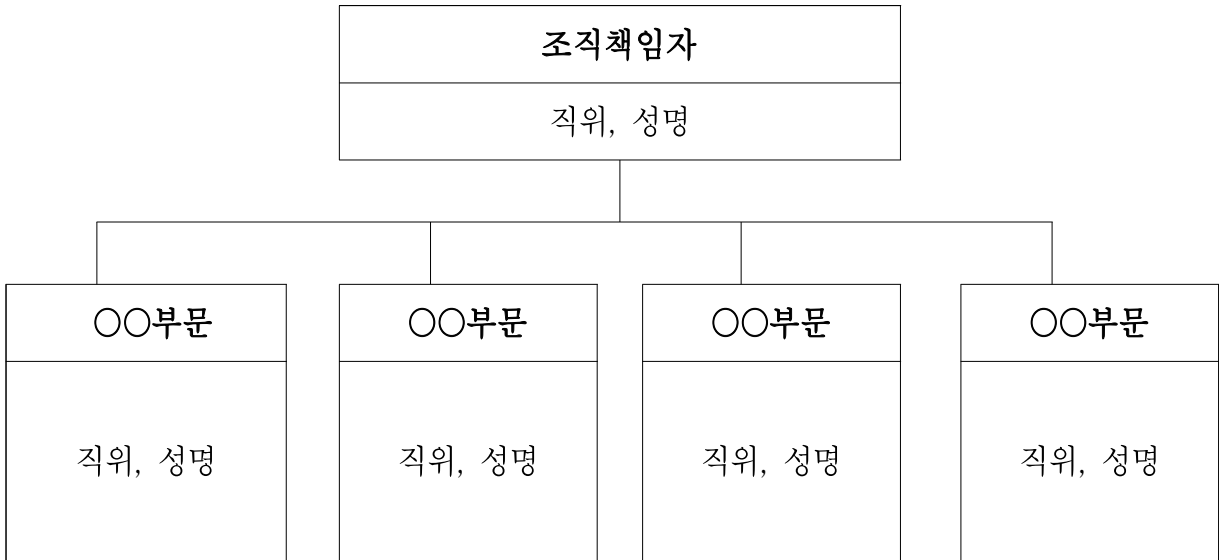 조직책임자
직위, 성명
○○부문 ○○부문 ○○부문 ○○부문
직위, 성명 직위, 성명 직위, 성명 직위, 성명